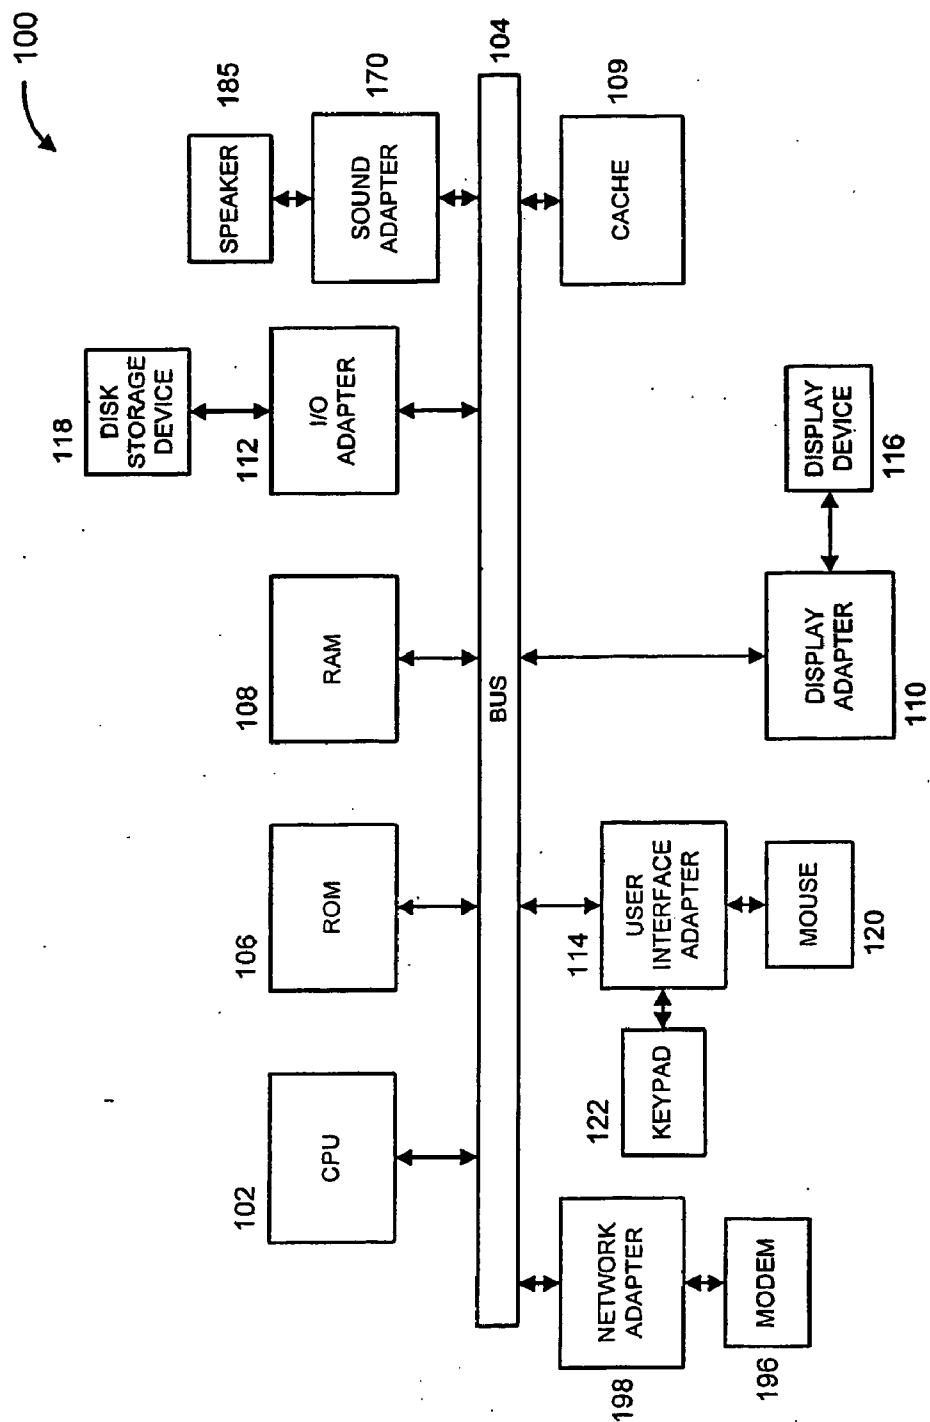 100
118
DISK
STORAGE
DEVICE
SPEAKER
185
102
CPU
106
ROM
108
RAM
112
I/O
ADAPTER
SOUND
ADAPTER
170
BUS
104
198
NETWORK
ADAPTER
122
KEYPAD
114
USER
INTERFACE
ADAPTER
CACHE
109
196
MODEM
MOUSE
120
DISPLAY
ADAPTER
110
DISPLAY
DEVICE
116